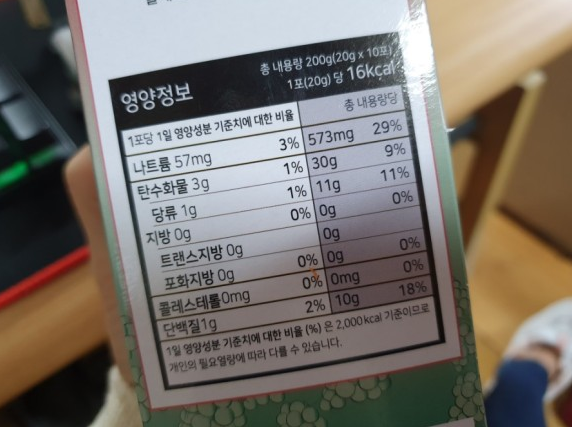 영양정보
총 내용량 200g(20g x 10포)
1포(20g) 당 16kcal
1포당 1일 영양성분 기준치에 대한 비율 총 내용량당
나트륨 57mg 3% 573mg 29%
탄수화물 3g 1% 30g 9%
당류 1g 1% 11g 11%
지방 0g 0% 0g 0%
트랜스지방 0g 0g
포화지방 0g 0% 0g 0%
콜레스테롤 0mg 0% 0mg 0%
단백질 1g 2% 10g 18%
1일 영양성분 기준치에 대한 비율 (%) 은 2,000kcal 기준이므로
개인의 필요열량에 따라 다를 수 있습니다.